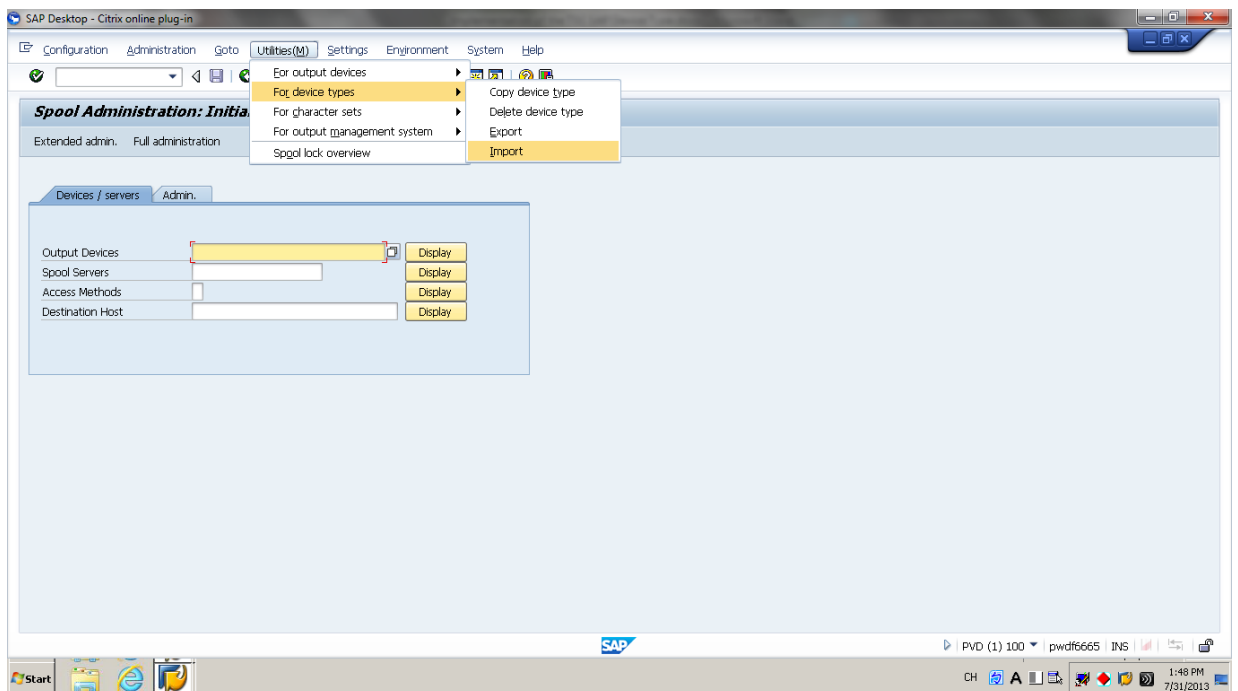 SAP Desktop - Citrix online plug-in
Configuration Administration Goto Utilities(M) Settings Environment System Help
For output devices
For device types
For character sets
For output management system
Spool lock overview
Copy device type
Delete device type
Export
Import
Spool Administration: Initia
Extended admin. Full administration
Devices / servers Admin.
Output Devices Display
Spool Servers Display
Access Methods Display
Destination Host Display
SAP
PVD (1) 100 pwdf6665 INS
Start
CH A 1:48 PM
7/31/2013